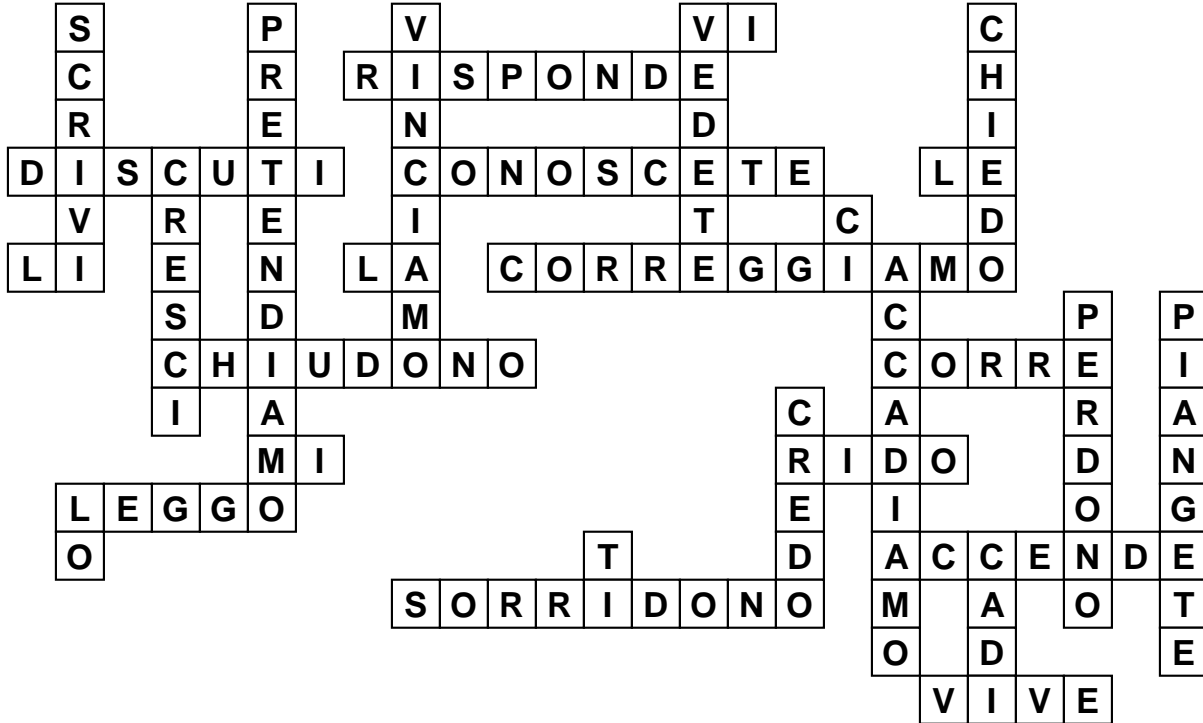 S P V VI C
C R RISPONDE H
R E N D I
DISCUTI CONOSCETE LE
V R E I T C D
LI E N LA CORREGGIAMO
S D M C P P
CHIUDONO CORRE I
I A C A R A
MI RIDO D N
LEGGO E I O G
O T D ACCENDE
SORRIDONO M A O T
O D E
VIVE